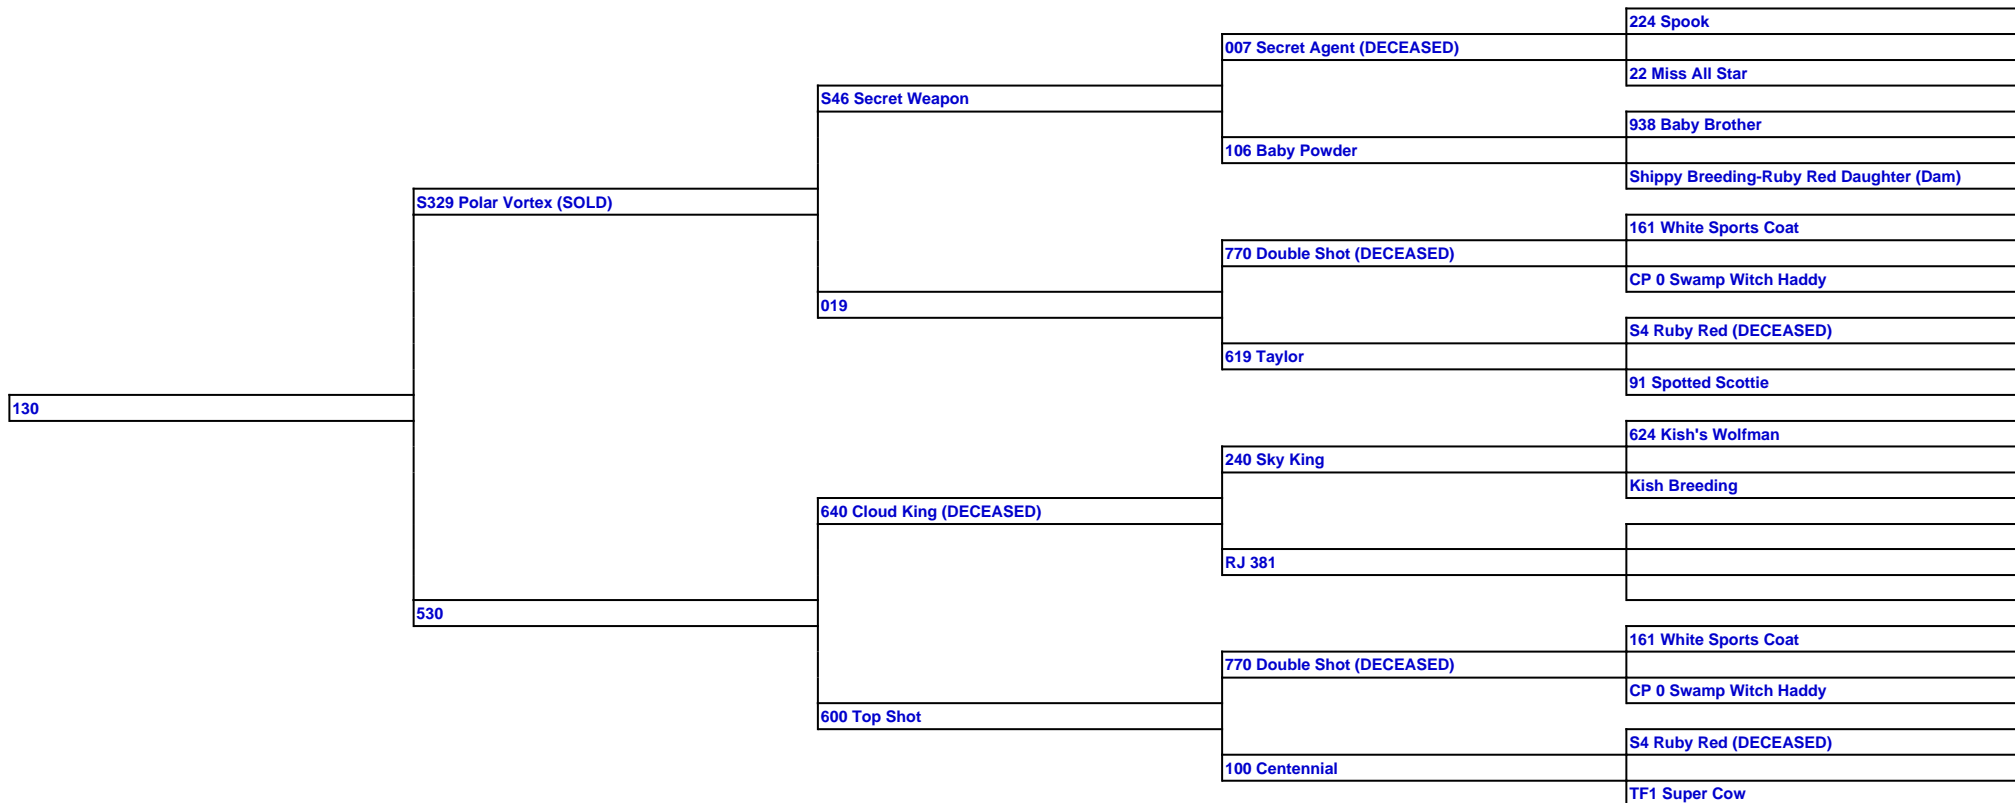 224 Spook
007 Secret Agent (DECEASED)
22 Miss All Star
S46 Secret Weapon
938 Baby Brother
106 Baby Powder
Shippy Breeding-Ruby Red Daughter (Dam)
S329 Polar Vortex (SOLD)
161 White Sports Coat
770 Double Shot (DECEASED)
CP 0 Swamp Witch Haddy
019
S4 Ruby Red (DECEASED)
619 Taylor
91 Spotted Scottie
130
624 Kish's Wolfman
240 Sky King
Kish Breeding
640 Cloud King (DECEASED)
RJ 381
530
161 White Sports Coat
770 Double Shot (DECEASED)
CP 0 Swamp Witch Haddy
600 Top Shot
S4 Ruby Red (DECEASED)
100 Centennial
TF1 Super Cow